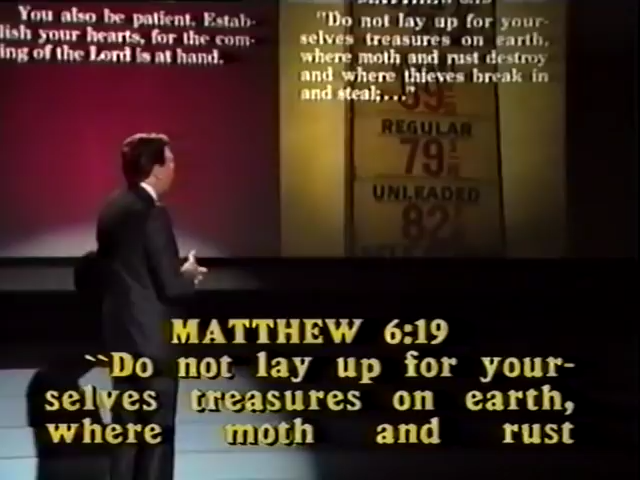 You also be patient. Estab-
lish your hearts, for the com-
ing of the Lord is at hand.
"Do not lay up for your-
selves treasures on earth,
where moth and rust destroy
and where thieves break in
and steal;..."
REGULAR
79
UNLEADED
82
MATTHEW 6:19
``Do not lay up for your-
selves treasures on earth,
where moth and rust